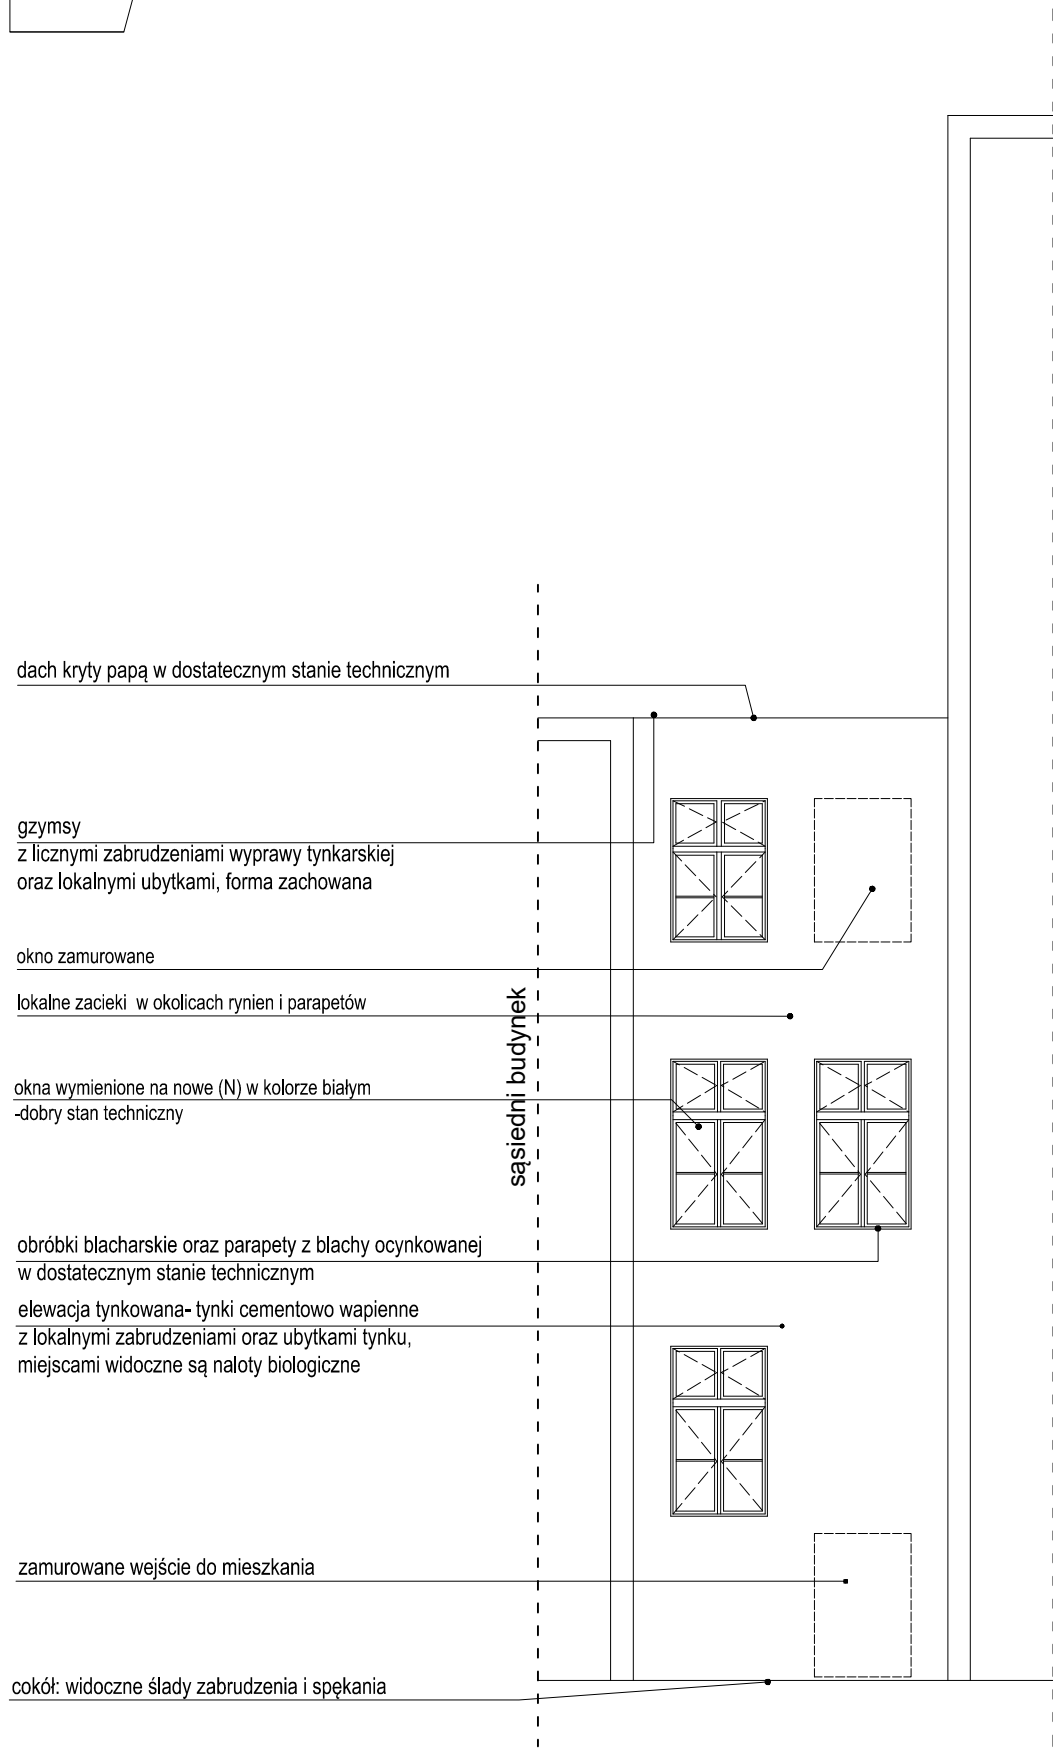 dach kryty papą w dostatecznym stanie technicznym
gzymsy
z licznymi zabrudzeniami wyprawy tynkarskiej
oraz lokalnymi ubytkami, forma zachowana
okno zamurowane
lokalne zacieki w okolicach rynien i parapetów
sąsiedni budynek
okna wymienione na nowe (N) w kolorze białym
-dobry stan techniczny
obróbki blacharskie oraz parapety z blachy ocynkowanej
w dostatecznym stanie technicznym
elewacja tynkowana- tynki cementowo wapienne
z lokalnymi zabrudzeniami oraz ubytkami tynku,
miejscami widoczne są naloty biologiczne
zamurowane wejście do mieszkania
cokół: widoczne ślady zabrudzenia i spękania